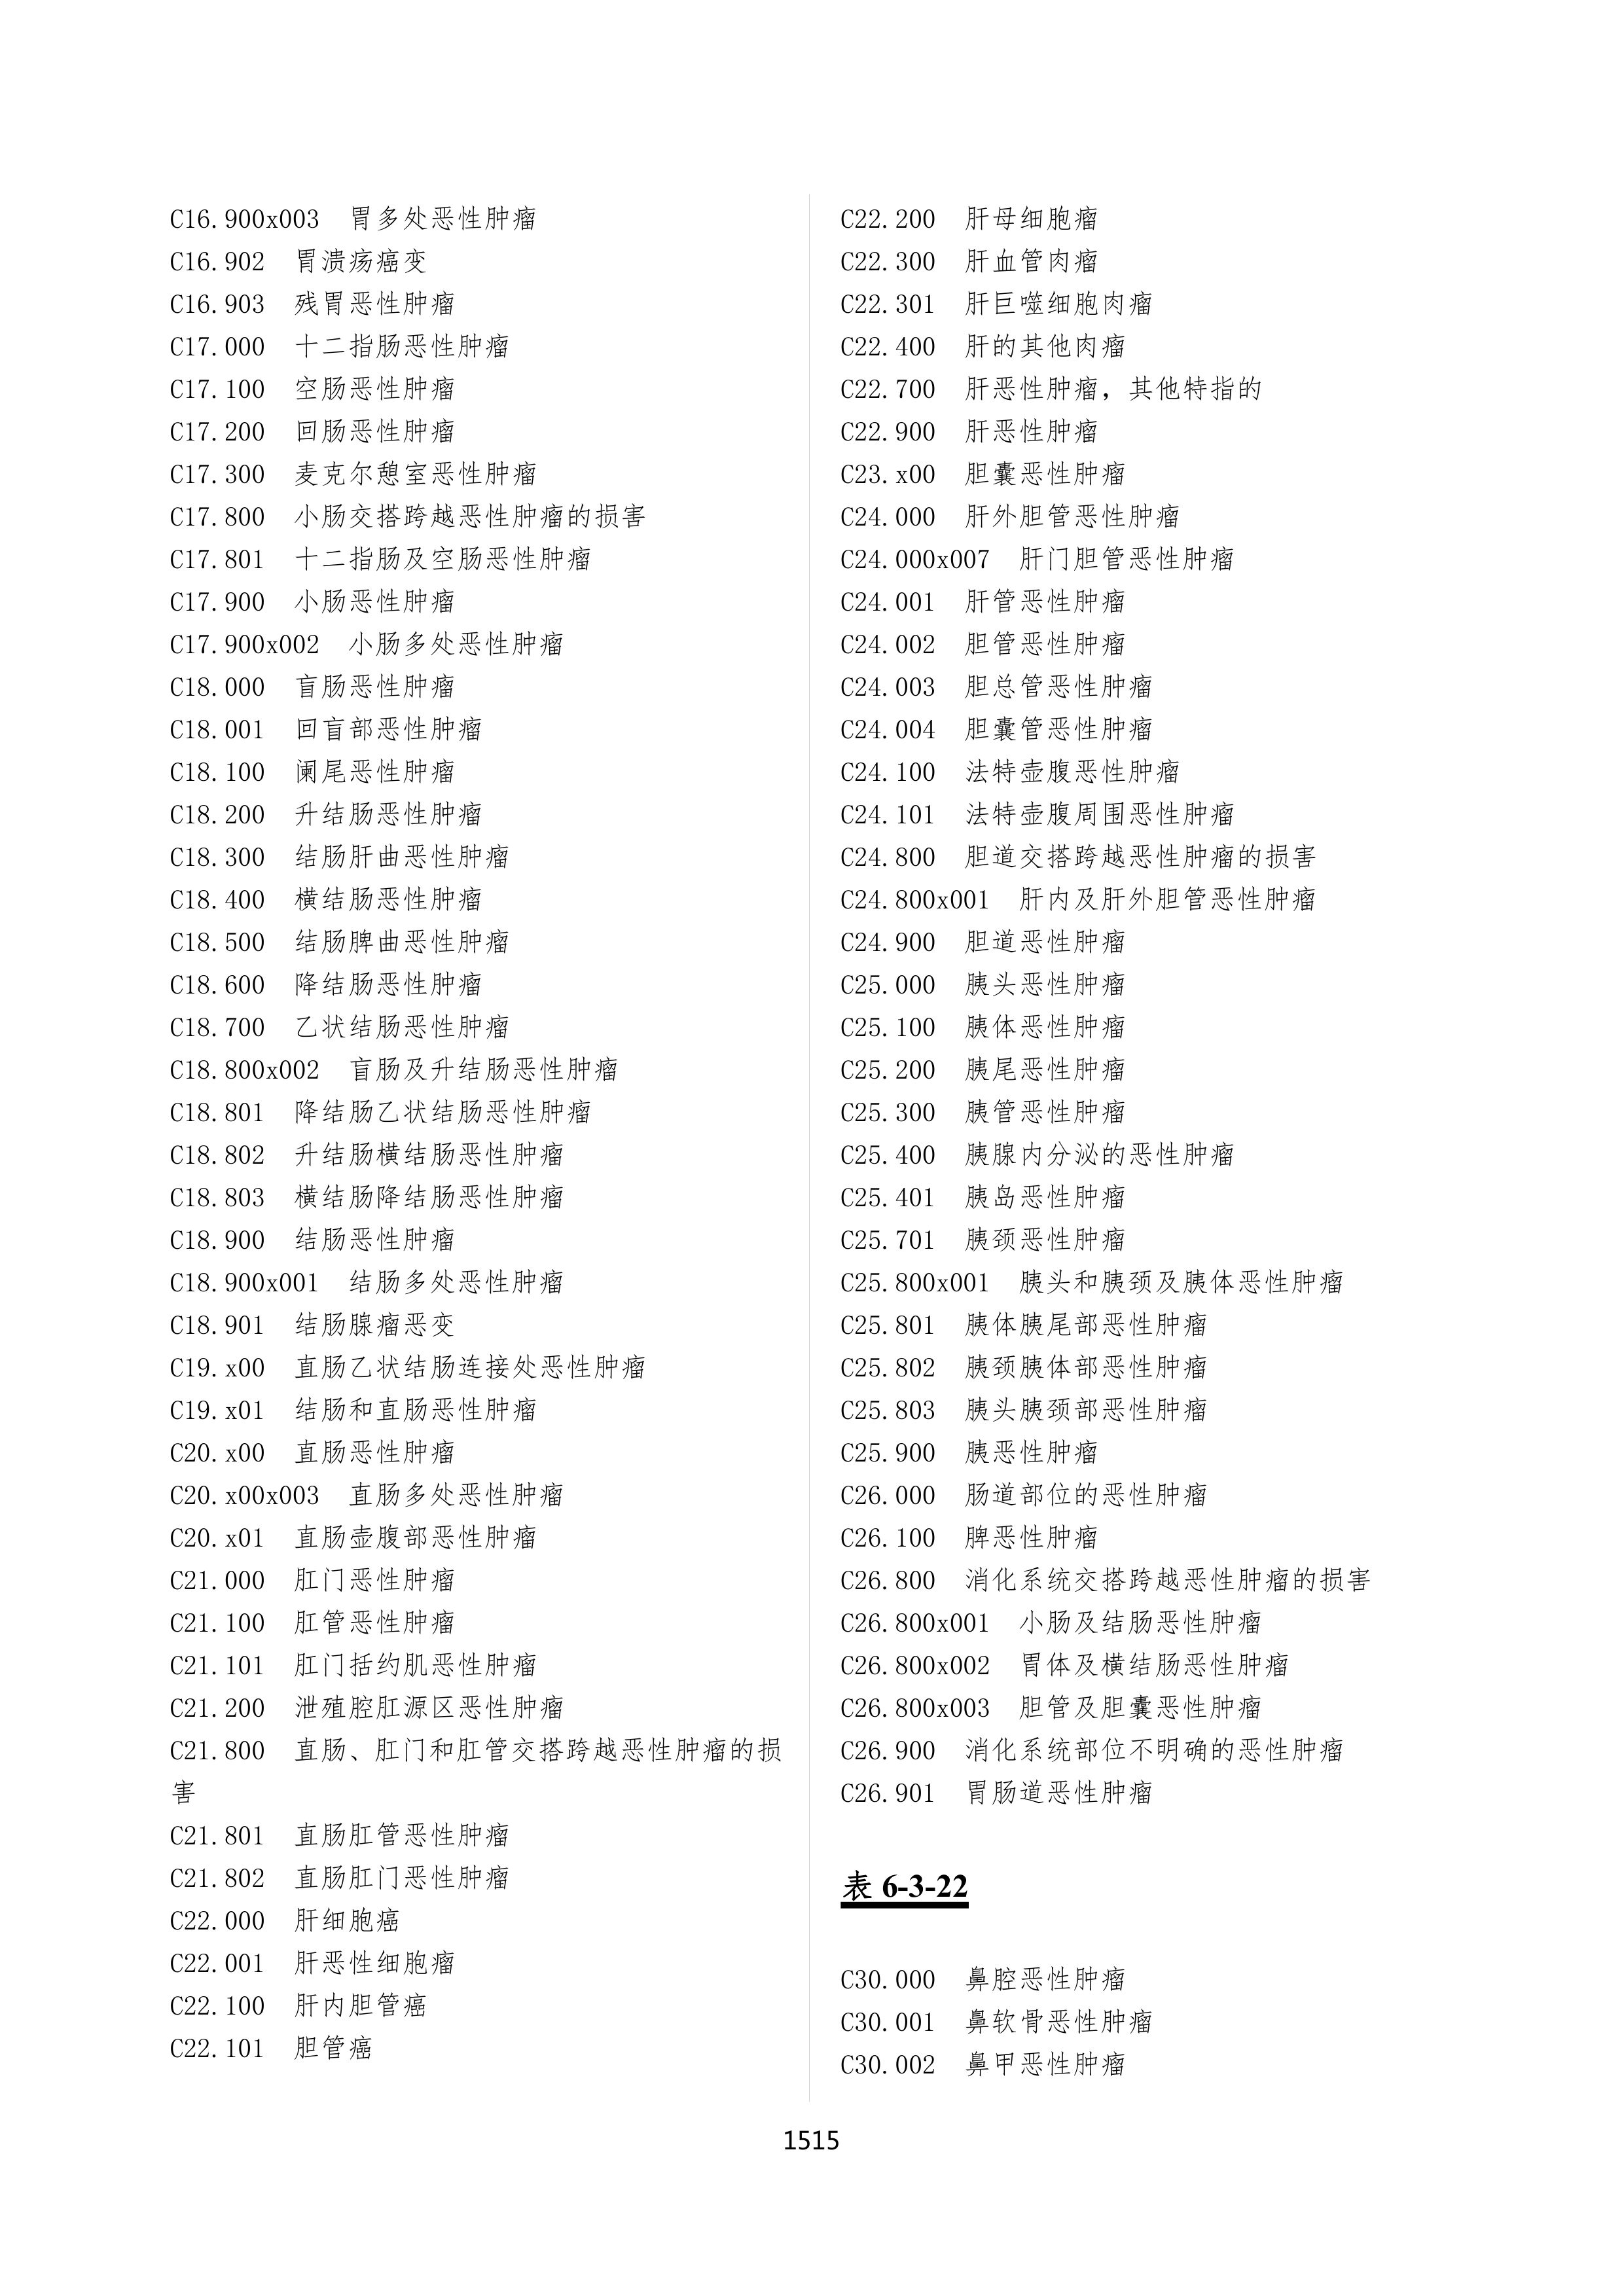 C16.900x003 胃多处恶性肿瘤
C16.902 胃溃疡癌变
C16.903 残胃恶性肿瘤
C17.000 十二指肠恶性肿瘤
C17.100 空肠恶性肿瘤
C17.200 回肠恶性肿瘤
C17.300 麦克尔憩室恶性肿瘤
C17.800 小肠交搭跨越恶性肿瘤的损害
C17.801 十二指肠及空肠恶性肿瘤
C17.900 小肠恶性肿瘤
C17.900x002 小肠多处恶性肿瘤
C18.000 盲肠恶性肿瘤
C18.001 回盲部恶性肿瘤
C18.100 阑尾恶性肿瘤
C18.200 升结肠恶性肿瘤
C18.300 结肠肝曲恶性肿瘤
C18.400 横结肠恶性肿瘤
C18.500 结肠脾曲恶性肿瘤
C18.600 降结肠恶性肿瘤
C18.700 乙状结肠恶性肿瘤
C18.800x002 盲肠及升结肠恶性肿瘤
C18.801 降结肠乙状结肠恶性肿瘤
C18.802 升结肠横结肠恶性肿瘤
C18.803 横结肠降结肠恶性肿瘤
C18.900 结肠恶性肿瘤
C18.900x001 结肠多处恶性肿瘤
C18.901 结肠腺瘤恶变
C19.x00 直肠乙状结肠连接处恶性肿瘤
C19.x01 结肠和直肠恶性肿瘤
C20.x00 直肠恶性肿瘤
C20.x00x003 直肠多处恶性肿瘤
C20.x01 直肠壶腹部恶性肿瘤
C21.000 肛门恶性肿瘤
C21.100 肛管恶性肿瘤
C21.101 肛门括约肌恶性肿瘤
C21.200 泄殖腔肛源区恶性肿瘤
C21.800 直肠、肛门和肛管交搭跨越恶性肿瘤的损
害
C21.801 直肠肛管恶性肿瘤
C21.802 直肠肛门恶性肿瘤
C22.000 肝细胞癌
C22.001 肝恶性细胞瘤
C22.100 肝内胆管癌
C22.101 胆管癌
C22.200 肝母细胞瘤
C22.300 肝血管肉瘤
C22.301 肝巨噬细胞肉瘤
C22.400 肝的其他肉瘤
C22.700 肝恶性肿瘤，其他特指的
C22.900 肝恶性肿瘤
C23.x00 胆囊恶性肿瘤
C24.000 肝外胆管恶性肿瘤
C24.000x007 肝门胆管恶性肿瘤
C24.001 肝管恶性肿瘤
C24.002 胆管恶性肿瘤
C24.003 胆总管恶性肿瘤
C24.004 胆囊管恶性肿瘤
C24.100 法特壶腹恶性肿瘤
C24.101 法特壶腹周围恶性肿瘤
C24.800 胆道交搭跨越恶性肿瘤的损害
C24.800x001 肝内及肝外胆管恶性肿瘤
C24.900 胆道恶性肿瘤
C25.000 胰头恶性肿瘤
C25.100 胰体恶性肿瘤
C25.200 胰尾恶性肿瘤
C25.300 胰管恶性肿瘤
C25.400 胰腺内分泌的恶性肿瘤
C25.401 胰岛恶性肿瘤
C25.701 胰颈恶性肿瘤
C25.800x001 胰头和胰颈及胰体恶性肿瘤
C25.801 胰体胰尾部恶性肿瘤
C25.802 胰颈胰体部恶性肿瘤
C25.803 胰头胰颈部恶性肿瘤
C25.900 胰恶性肿瘤
C26.000 肠道部位的恶性肿瘤
C26.100 脾恶性肿瘤
C26.800 消化系统交搭跨越恶性肿瘤的损害
C26.800x001 小肠及结肠恶性肿瘤
C26.800x002 胃体及横结肠恶性肿瘤
C26.800x003 胆管及胆囊恶性肿瘤
C26.900 消化系统部位不明确的恶性肿瘤
C26.901 胃肠道恶性肿瘤
表 6-3-22
C30.000 鼻腔恶性肿瘤
C30.001 鼻软骨恶性肿瘤
C30.002 鼻甲恶性肿瘤
1515